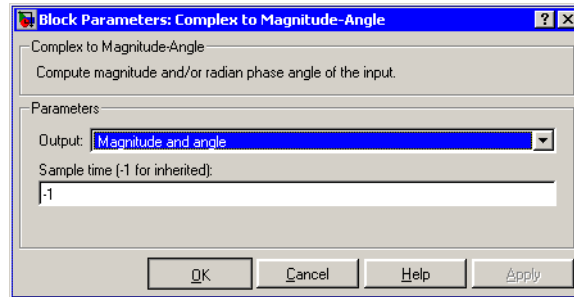 Block Parameters: Complex to Magnitude-Angle
Complex to Magnitude-Angle
Compute magnitude and/or radian phase angle of the input.
Parameters
Output: Magnitude and angle
Sample time (-1 for inherited):
-1
OK Cancel Help Apply